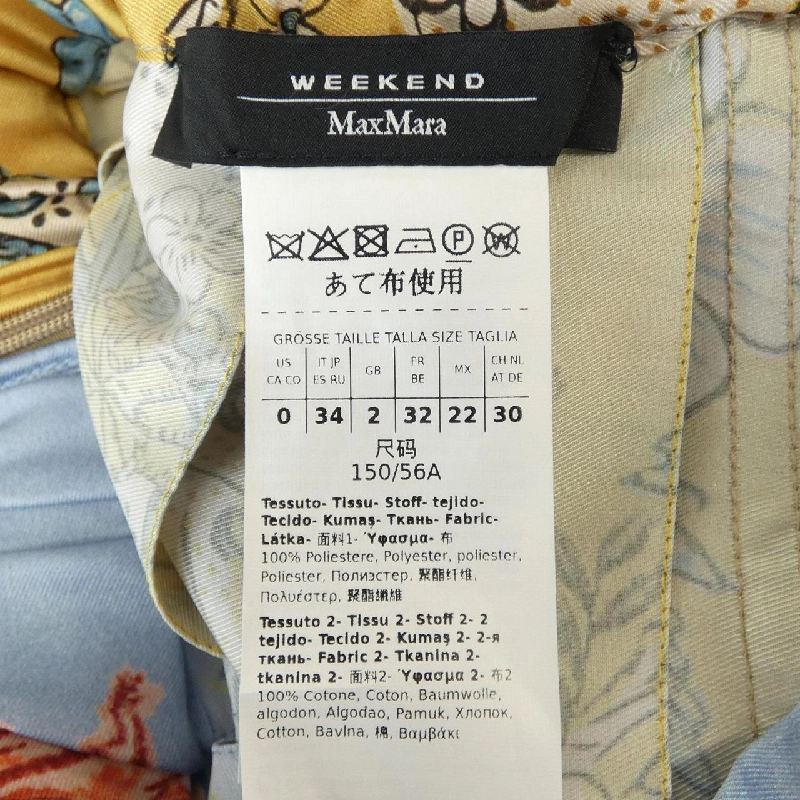 WEEKEND
MaxMara
P W
あて布使用
GRÖSSE TAILLE TALLA SIZE TAGLIA
US CA CO IT JP ES RU GB FR BE MX CH NL AT DE
0 34 2 32 22 30
尺码
150/56A
Tessuto- Tissu- Stoff- tejido-
Tecido- Kumaş- Ткань- Fabric-
Látka- 面料1- Ύφασμα- 布
100% Poliestere, Polyester, poliester,
Poliester, Полиэстер, 聚酯纤维,
Πολυέστερ, 聚酯纖維
Tessuto 2- Tissu 2- Stoff 2- 2
tejido- Tecido 2- Kumaş 2- 2-я
ткань- Fabric 2- Tkanina 2-
tkanina 2- 面料2- Ύφασμα 2- 布2
100% Cotone, Coton, Baumwolle,
algodon, Algodao, Pamuk, Хлопок,
Cotton, Bavlna, 棉, Βαμβάκι